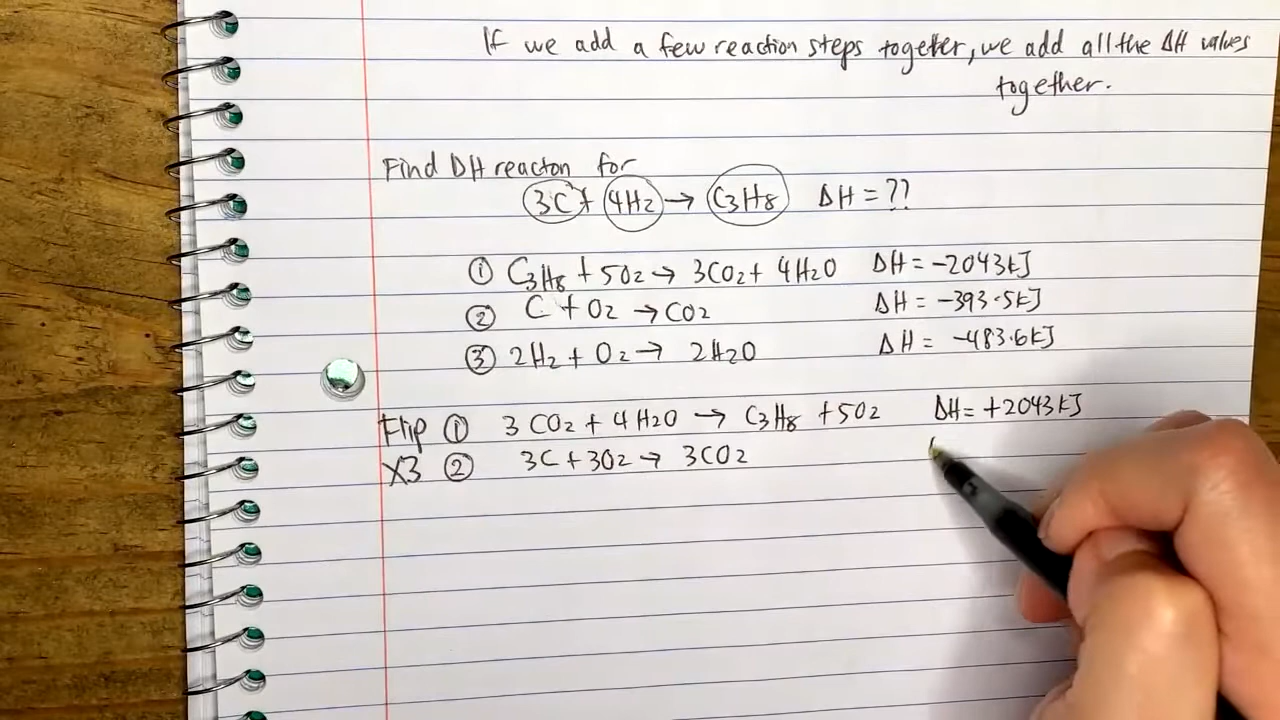 If we add a few reaction steps together, we add all the ΔH values
together.
Find DH reacton for
3C + 4H2 → C3H8 ΔH = ??
① C3H8 + 5O2 → 3CO2 + 4H2O ΔH = -2043kJ
② C + O2 → CO2 ΔH = -393.5kJ
③ 2H2 + O2 → 2H2O ΔH = -483.6kJ
Flip ① 3CO2 + 4H2O → C3H8 + 5O2 ΔH = +2043kJ
X3 ② 3C + 3O2 → 3CO2